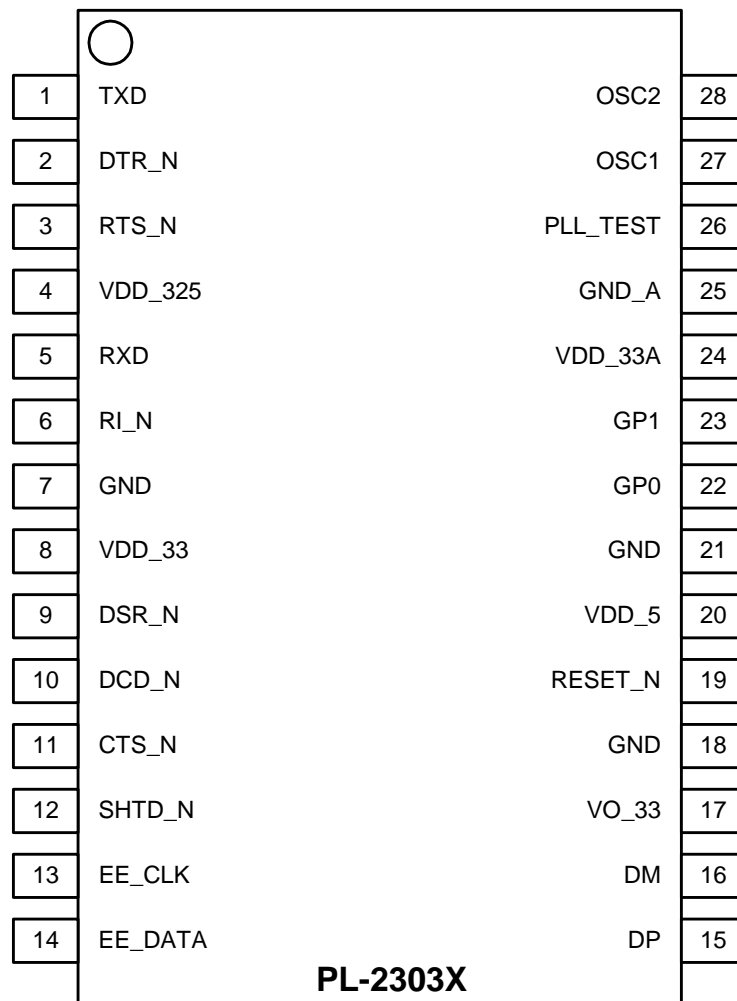 1 TXD OSC2 28
2 DTR_N OSC1 27
3 RTS_N PLL_TEST 26
4 VDD_325 GND_A 25
5 RXD VDD_33A 24
6 RI_N GP1 23
7 GND GP0 22
8 VDD_33 GND 21
9 DSR_N VDD_5 20
10 DCD_N RESET_N 19
11 CTS_N GND 18
12 SHTD_N VO_33 17
13 EE_CLK DM 16
14 EE_DATA DP 15
PL-2303X